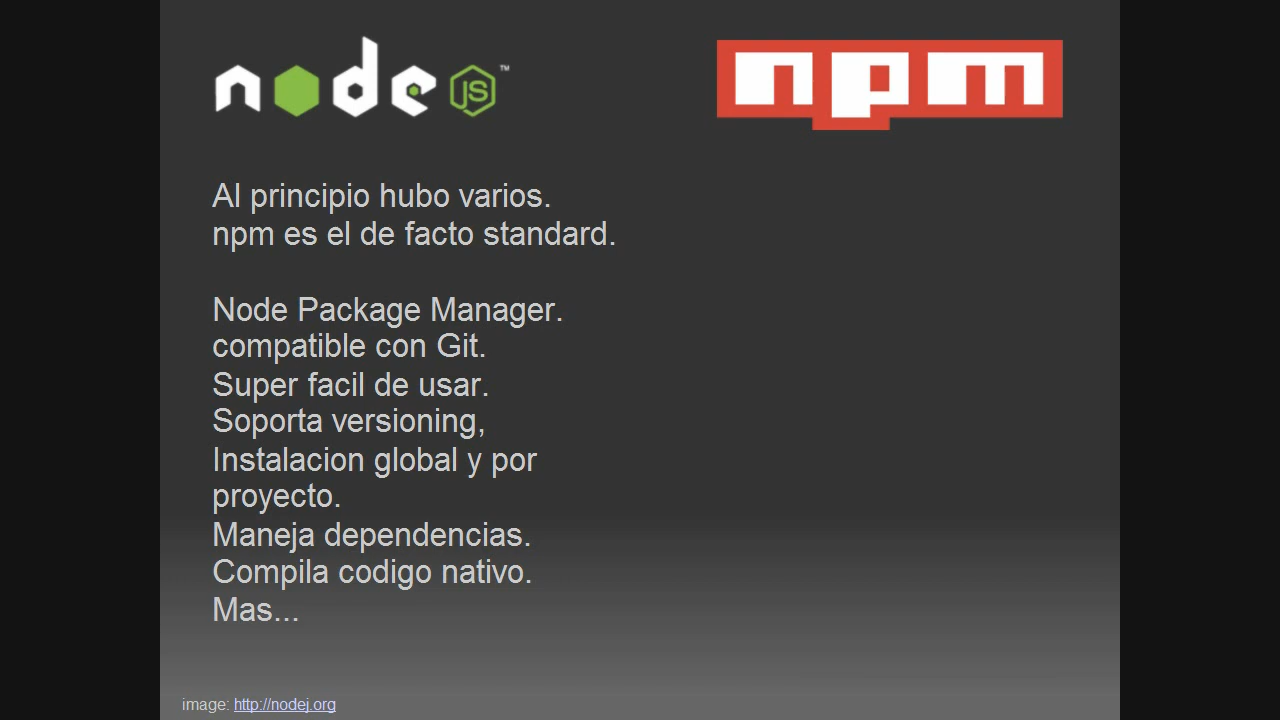 node JS ™
npm
Al principio hubo varios.
npm es el de facto standard.
Node Package Manager.
compatible con Git.
Super facil de usar.
Soporta versioning,
Instalacion global y por
proyecto.
Maneja dependencias.
Compila codigo nativo.
Mas...
image: http://nodej.org